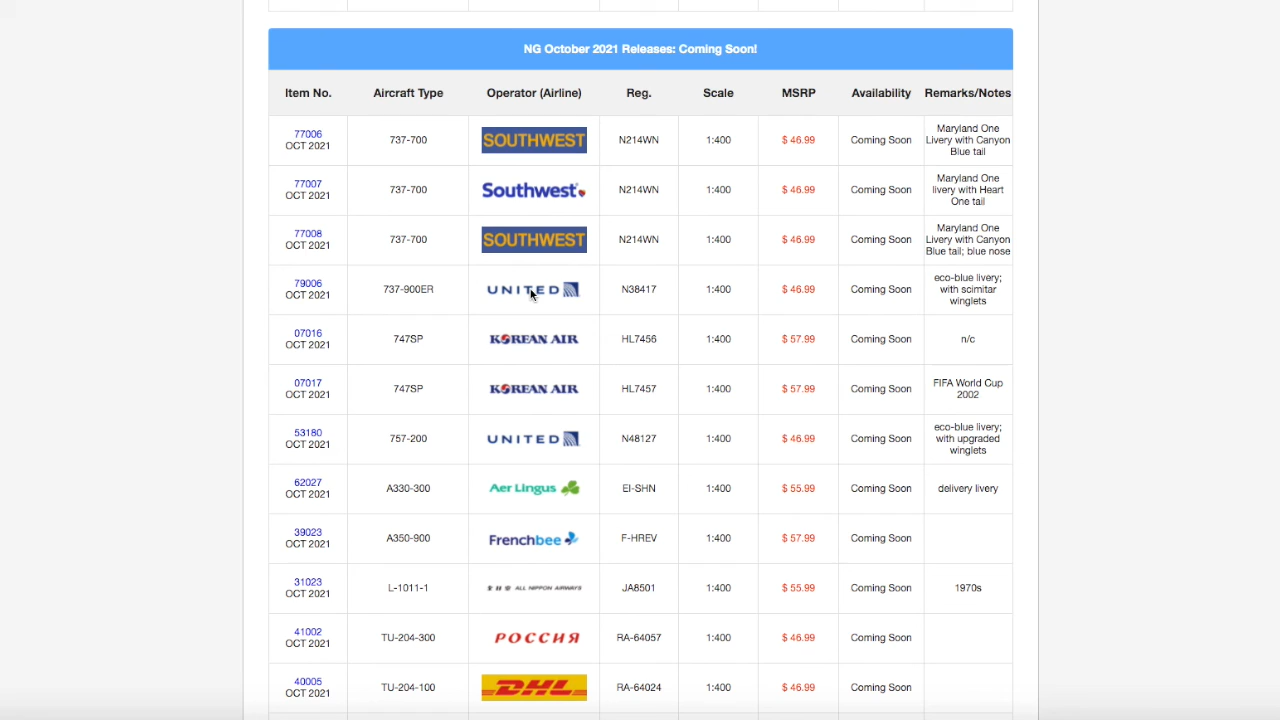 NG October 2021 Releases: Coming Soon!
Item No. Aircraft Type Operator (Airline) Reg. Scale MSRP Availability Remarks/Notes
77006 OCT 2021 737-700 SOUTHWEST N214WN 1:400 $ 46.99 Coming Soon Maryland One Livery with Canyon Blue tail
77007 OCT 2021 737-700 Southwest N214WN 1:400 $ 46.99 Coming Soon Maryland One livery with Heart One tail
77008 OCT 2021 737-700 SOUTHWEST N214WN 1:400 $ 46.99 Coming Soon Maryland One Livery with Canyon Blue tail; blue nose
79006 OCT 2021 737-900ER UNITED N38417 1:400 $ 46.99 Coming Soon eco-blue livery; with scimitar winglets
07016 OCT 2021 747SP KOREAN AIR HL7456 1:400 $ 57.99 Coming Soon n/c
07017 OCT 2021 747SP KOREAN AIR HL7457 1:400 $ 57.99 Coming Soon FIFA World Cup 2002
53180 OCT 2021 757-200 UNITED N48127 1:400 $ 46.99 Coming Soon eco-blue livery; with upgraded winglets
62027 OCT 2021 A330-300 Aer Lingus EI-SHN 1:400 $ 55.99 Coming Soon delivery livery
39023 OCT 2021 A350-900 Frenchbee F-HREV 1:400 $ 57.99 Coming Soon
31023 OCT 2021 L-1011-1 ALL NIPPON AIRWAYS JA8501 1:400 $ 55.99 Coming Soon 1970s
41002 OCT 2021 TU-204-300 РОССИЯ RA-64057 1:400 $ 46.99 Coming Soon
40005 OCT 2021 TU-204-100 DHL RA-64024 1:400 $ 46.99 Coming Soon